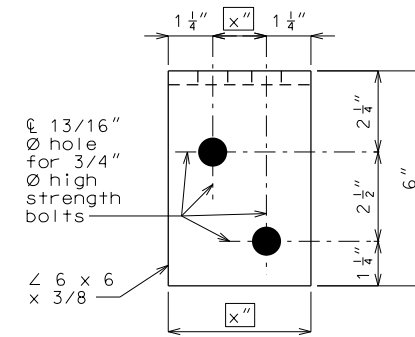 1 1/4" x" 1 1/4"
℄ 13/16"
Ø hole
for 3/4"
Ø high
strength
bolts
2 1/4"
2 1/2"
1 1/4"
6"
∠ 6 x 6
x 3/8
x"